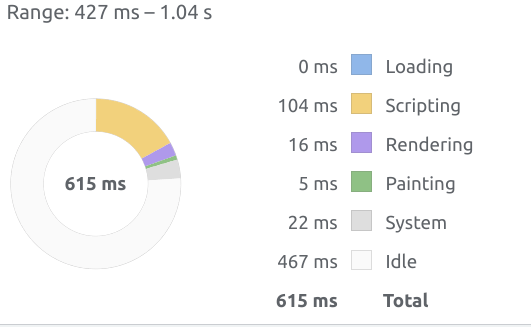 Range: 427 ms – 1.04 s
0 ms Loading
104 ms Scripting
16 ms Rendering
615 ms
5 ms Painting
22 ms System
467 ms Idle
615 ms Total